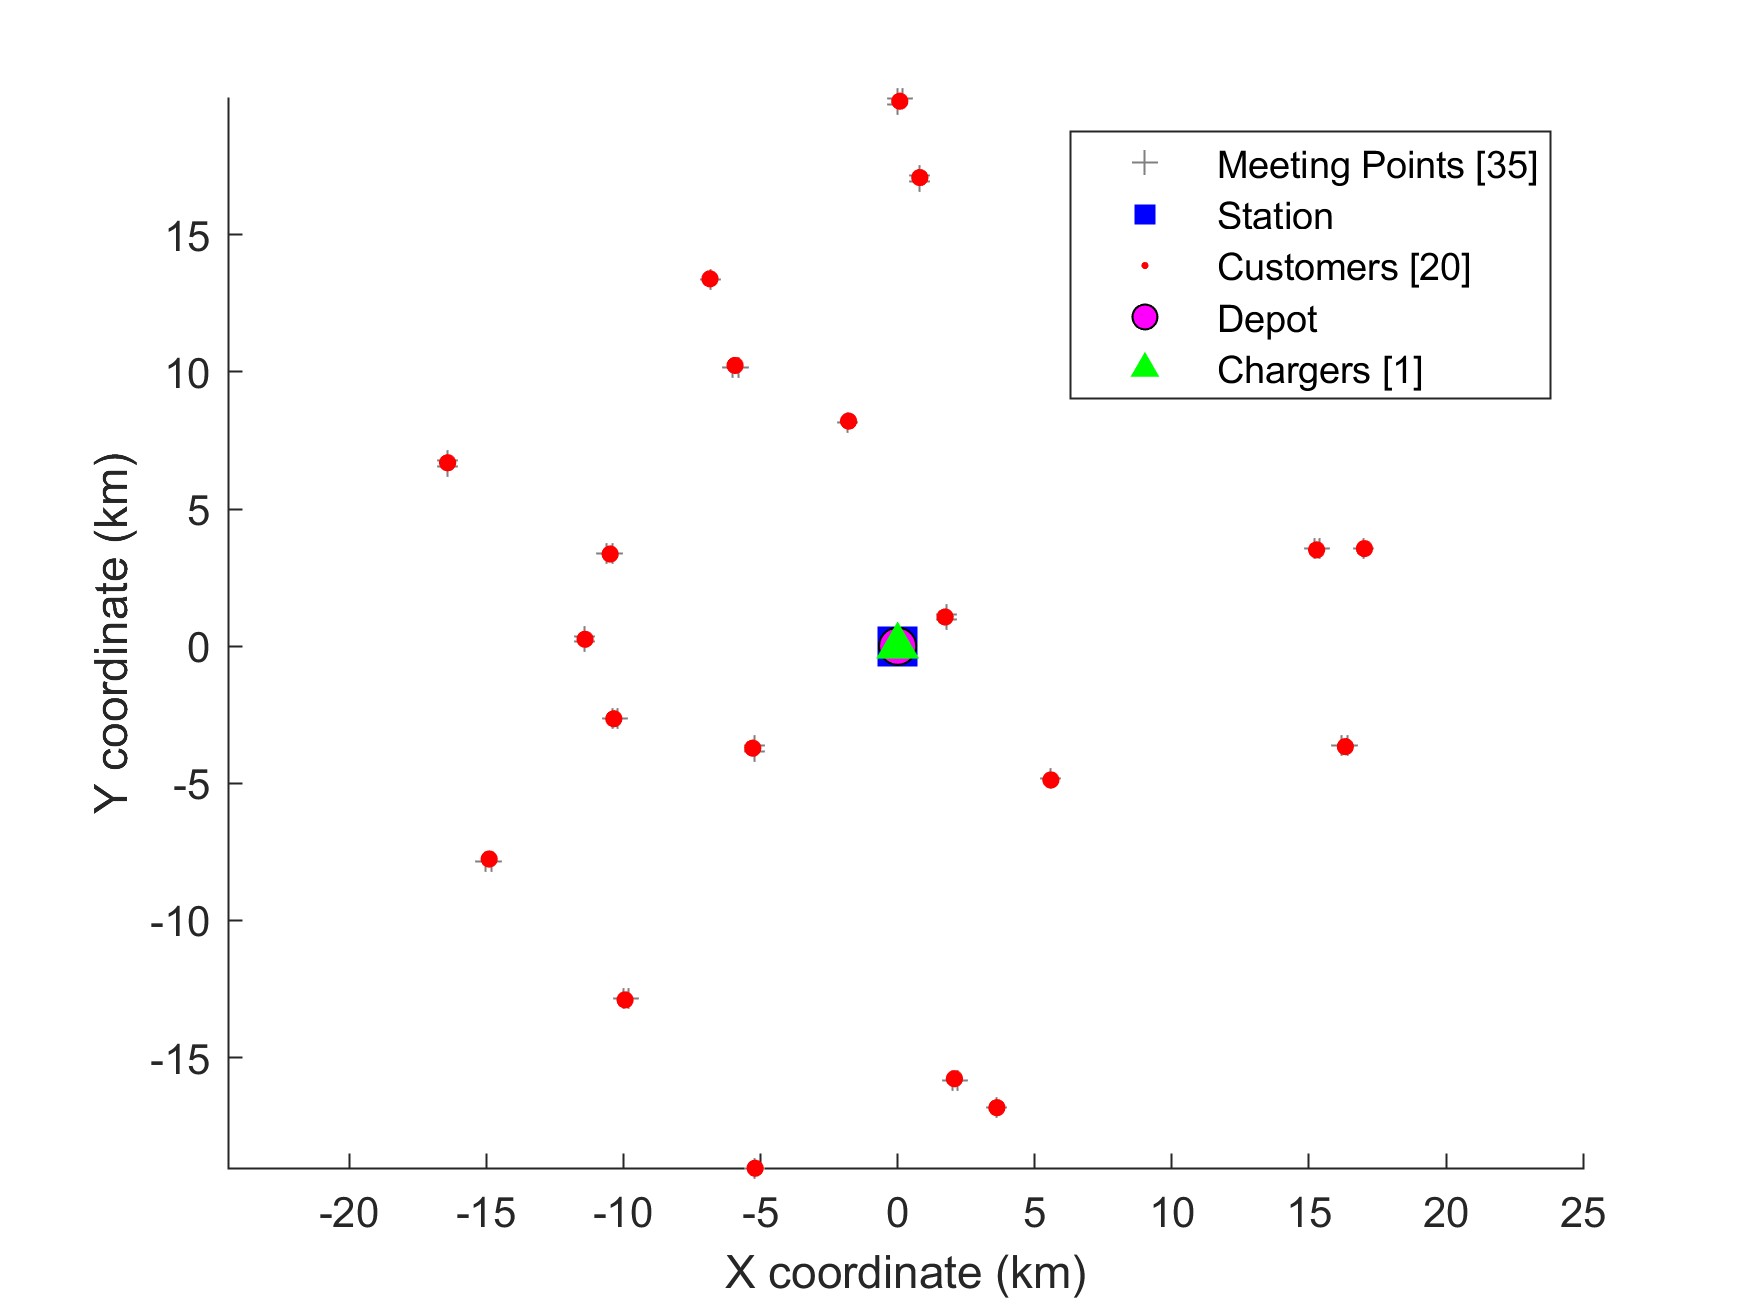 Meeting Points [35]
Station
Customers [20]
Depot
Chargers [1]
15
10
5
0
-5
-10
-15
Y coordinate (km)
-20 -15 -10 -5 0 5 10 15 20 25
X coordinate (km)